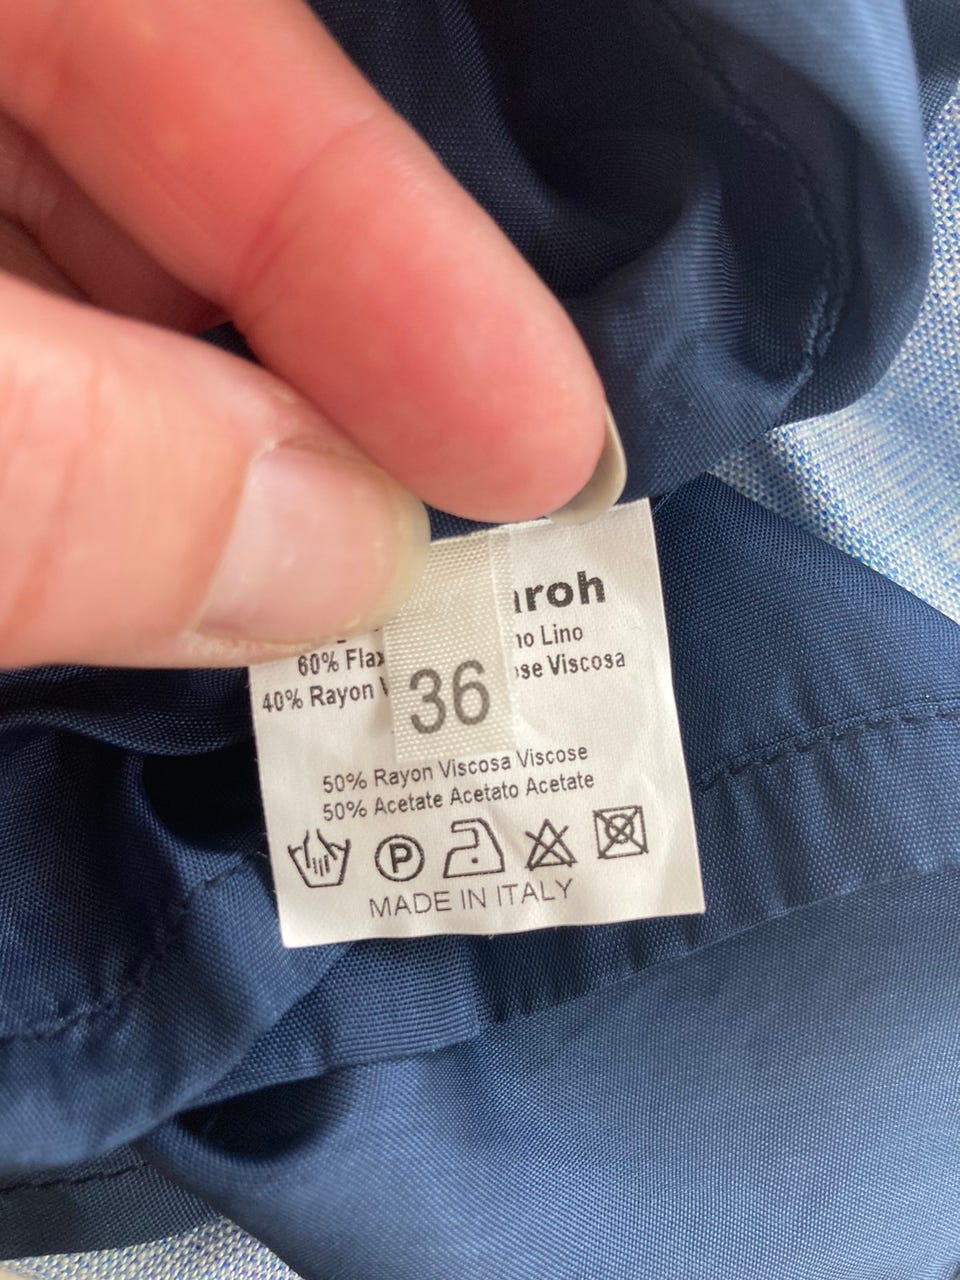 aroh
60% Flax
no Lino
40% Rayon
ose Viscosa
36
50% Rayon Viscosa Viscose
50% Acetate Acetato Acetate
P
MADE IN ITALY